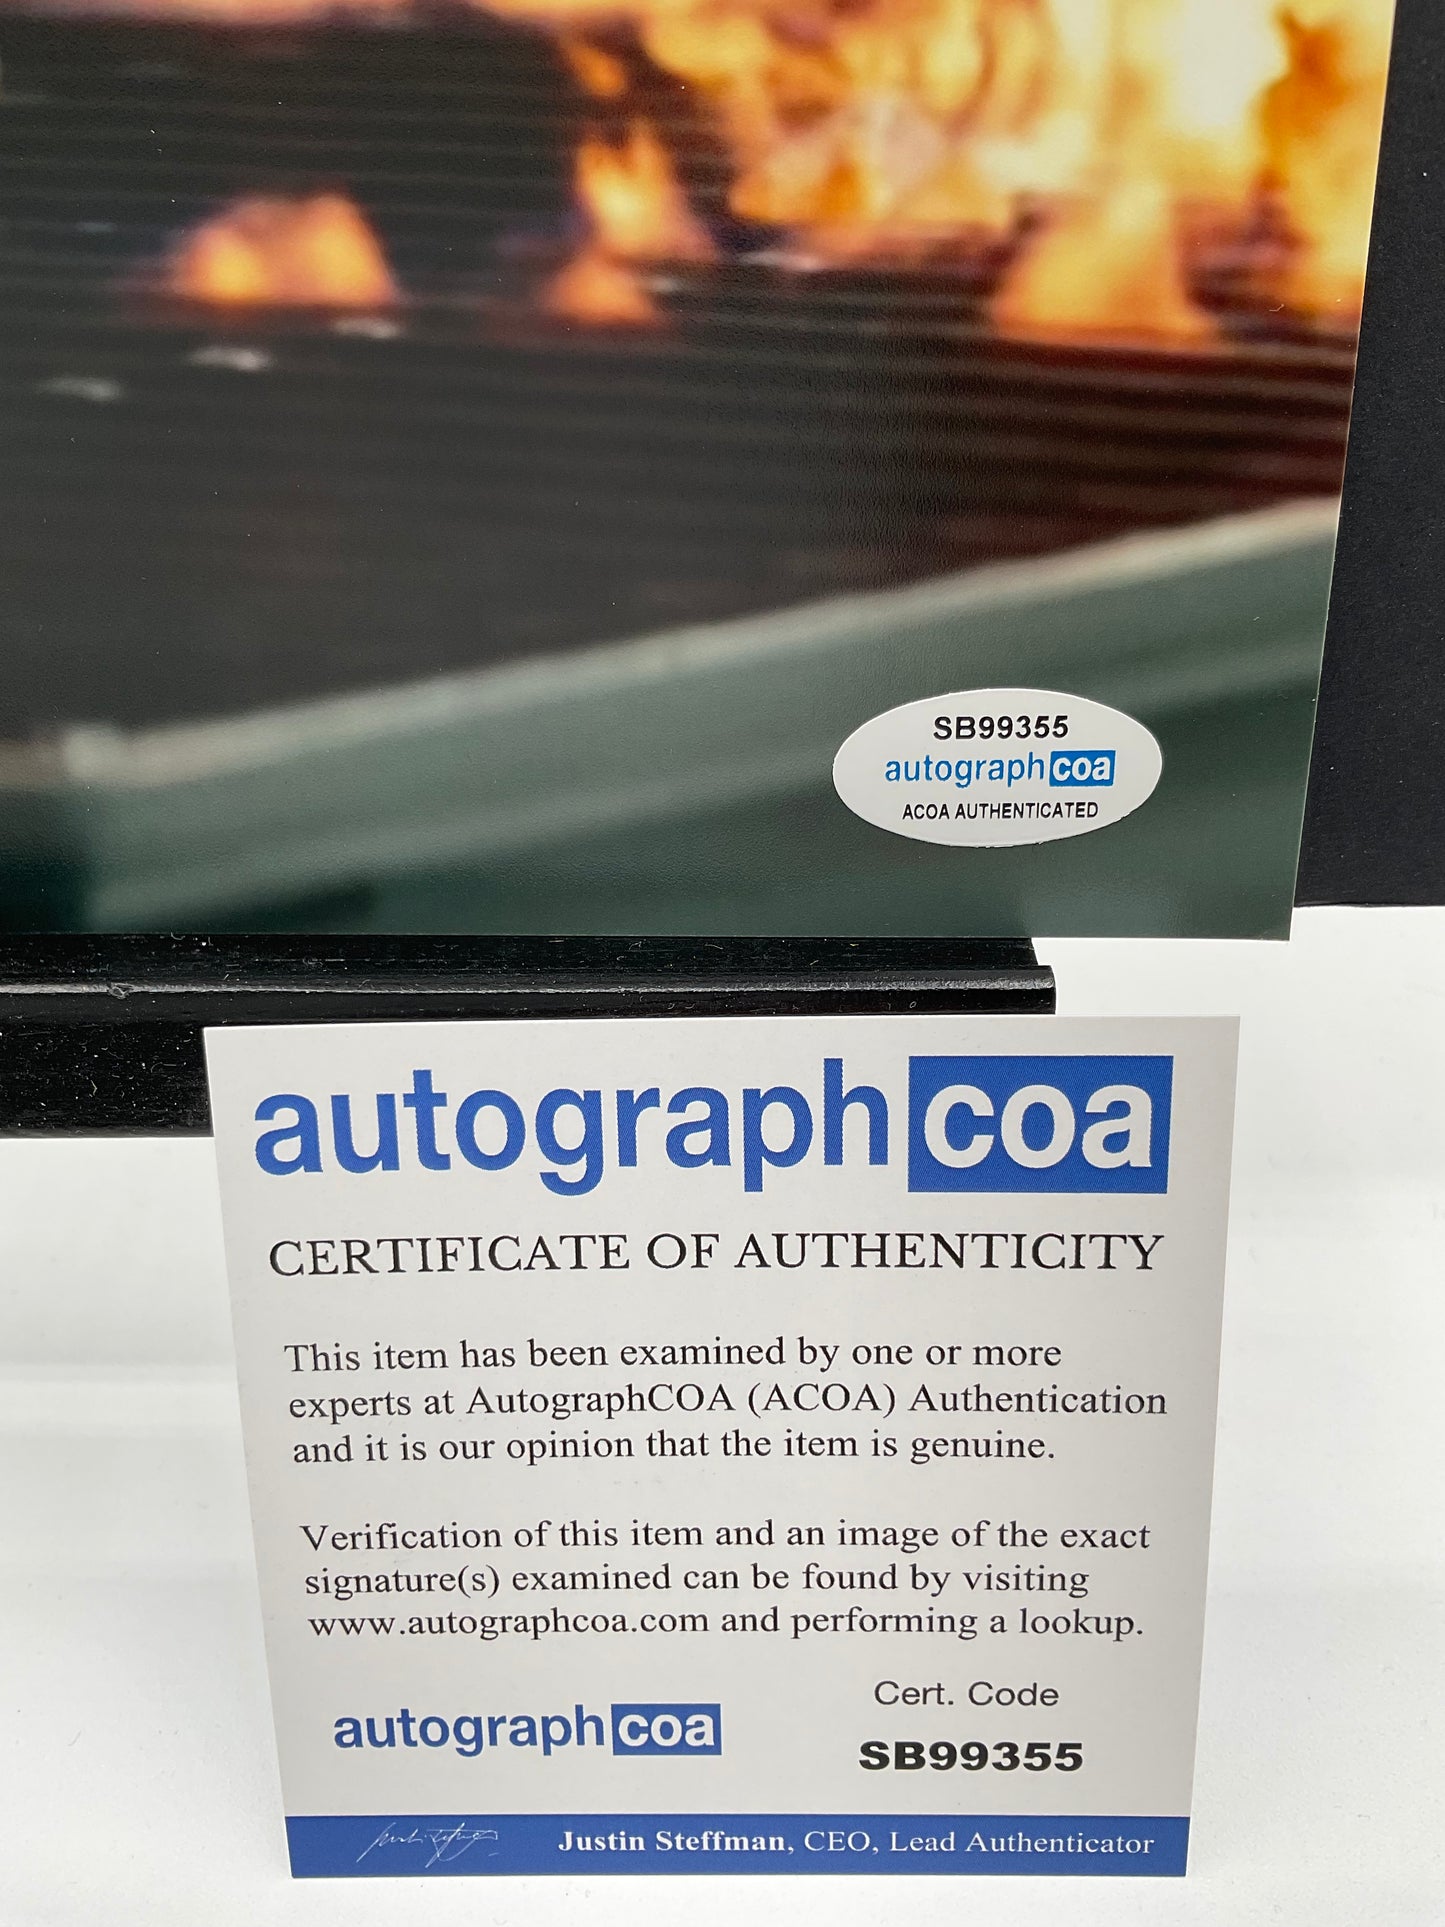 SB99355
autographcoa
ACOA AUTHENTICATED
autographcoa
CERTIFICATE OF AUTHENTICITY
This item has been examined by one or more
experts at AutographCOA (ACOA) Authentication
and it is our opinion that the item is genuine.
Verification of this item and an image of the exact
signature(s) examined can be found by visiting
www.autographcoa.com and performing a lookup.
Cert. Code
autographcoa
SB99355
Justin Steffman, CEO, Lead Authenticator